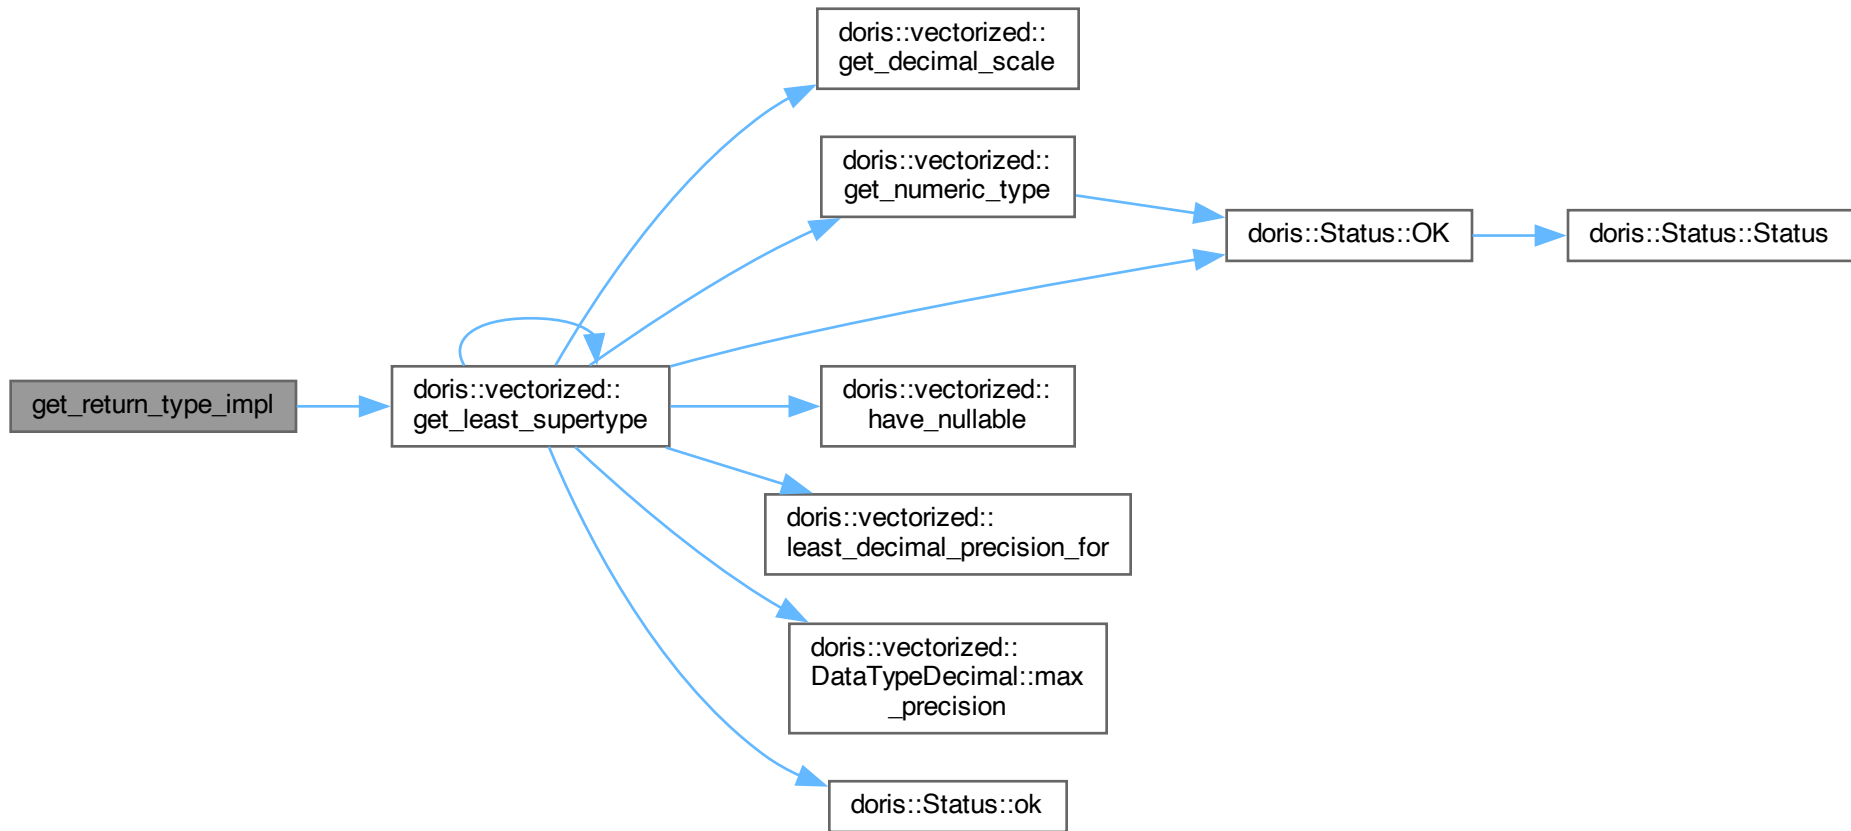 doris::vectorized::
get_decimal_scale
doris::vectorized::
get_numeric_type
doris::Status::OK
doris::Status::Status
get_return_type_impl
doris::vectorized::
get_least_supertype
doris::vectorized::
have_nullable
doris::vectorized::
least_decimal_precision_for
doris::vectorized::
DataTypeDecimal::max
_precision
doris::Status::ok